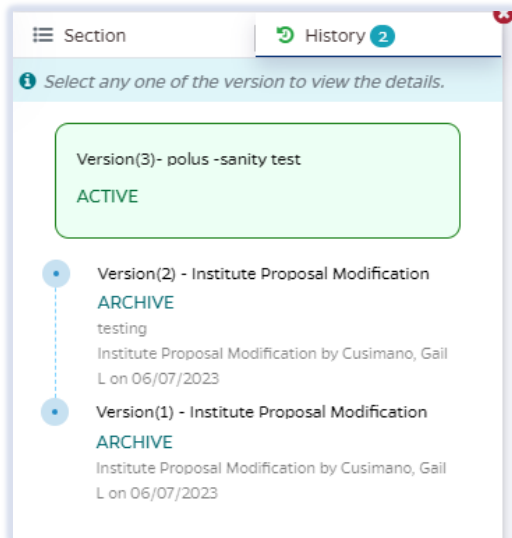 Section
History 2
Select any one of the version to view the details.
Version(3)- polus -sanity test
ACTIVE
Version(2) - Institute Proposal Modification
ARCHIVE
testing
Institute Proposal Modification by Cusimano, Gail
L on 06/07/2023
Version(1) - Institute Proposal Modification
ARCHIVE
Institute Proposal Modification by Cusimano, Gail
L on 06/07/2023